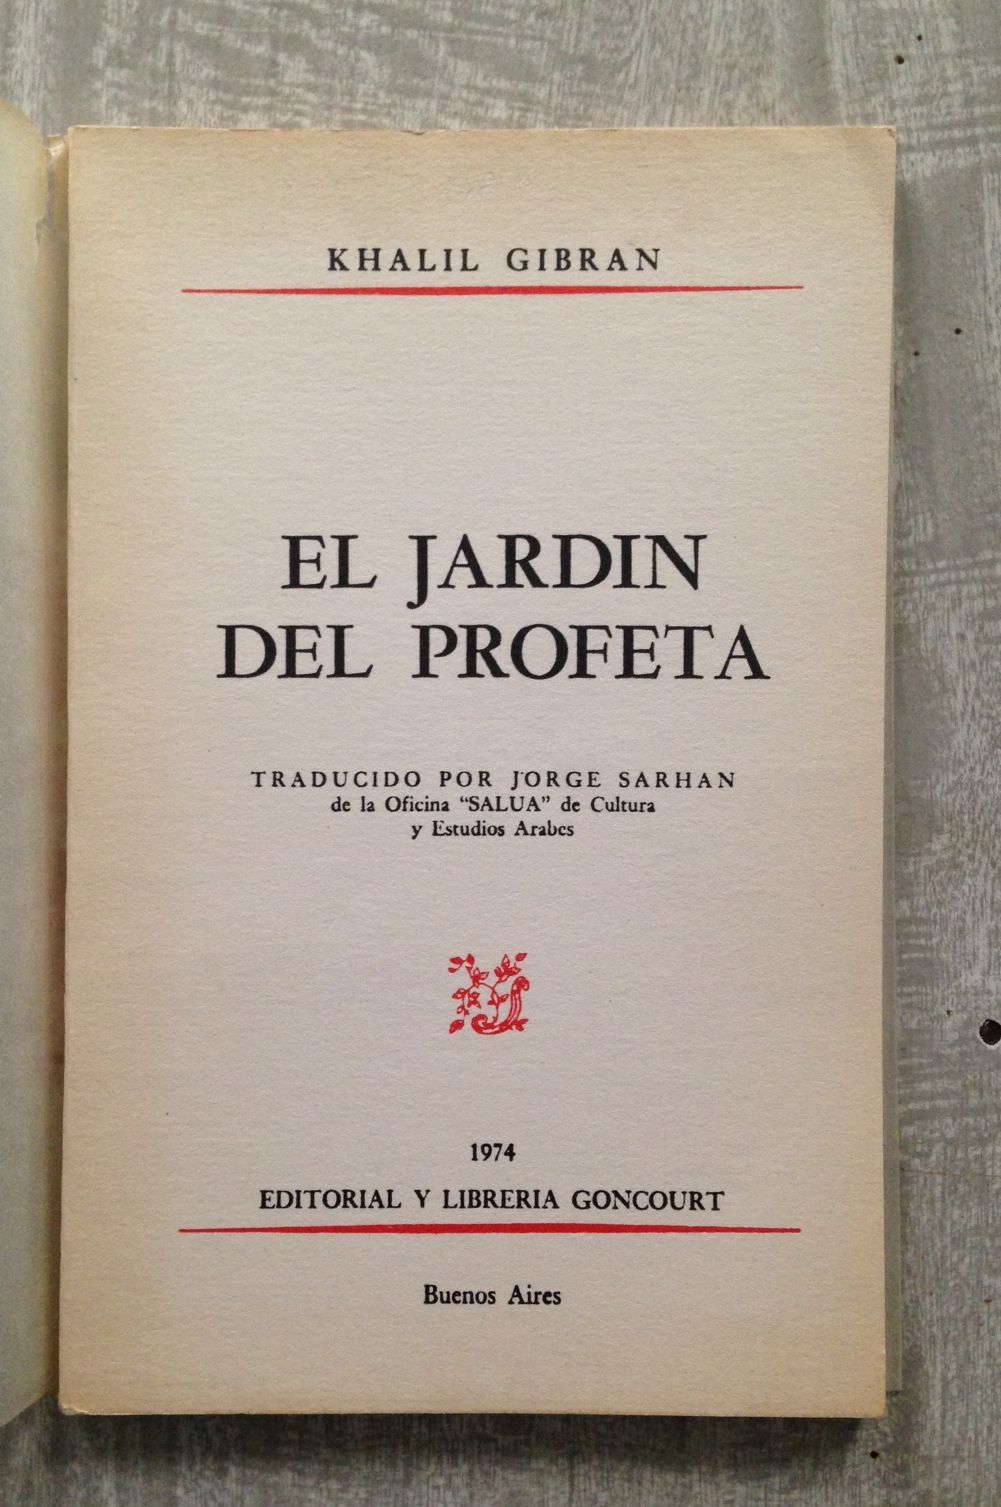 KHALIL GIBRAN
EL JARDIN
DEL PROFETA
TRADUCIDO POR JORGE SARHAN
de la Oficina “SALUA” de Cultura
y Estudios Arabes
1974
EDITORIAL Y LIBRERIA GONCOURT
Buenos Aires